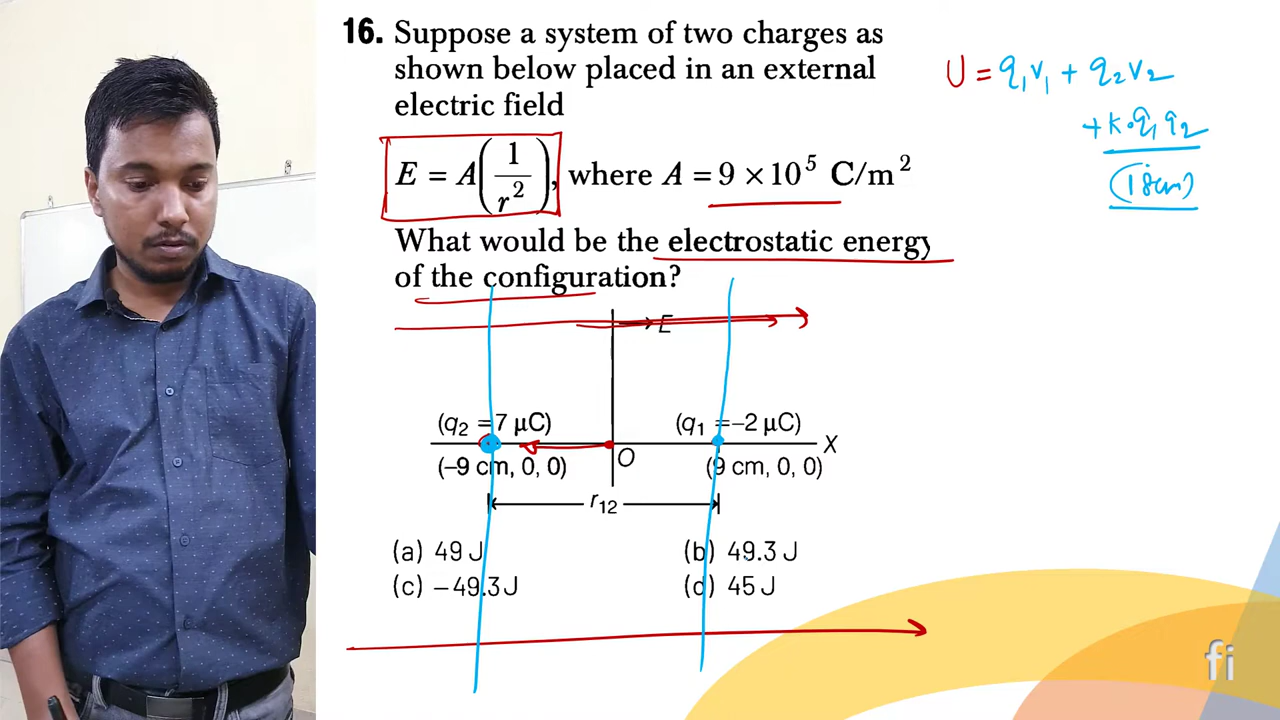 16. Suppose a system of two charges as
shown below placed in an external
electric field
E = A(1/r²), where A = 9 × 10⁵ C/m²
What would be the electrostatic energy
of the configuration?
U = q₁v₁ + q₂v₂
+ k·q₁q₂
(18cm)
E
(q₂ = 7 μC) (q₁ = −2 μC)
O X
(−9 cm, 0, 0) (9 cm, 0, 0)
r₁₂
(a) 49 J (b) 49.3 J
(c) −49.3 J (d) 45 J
fi